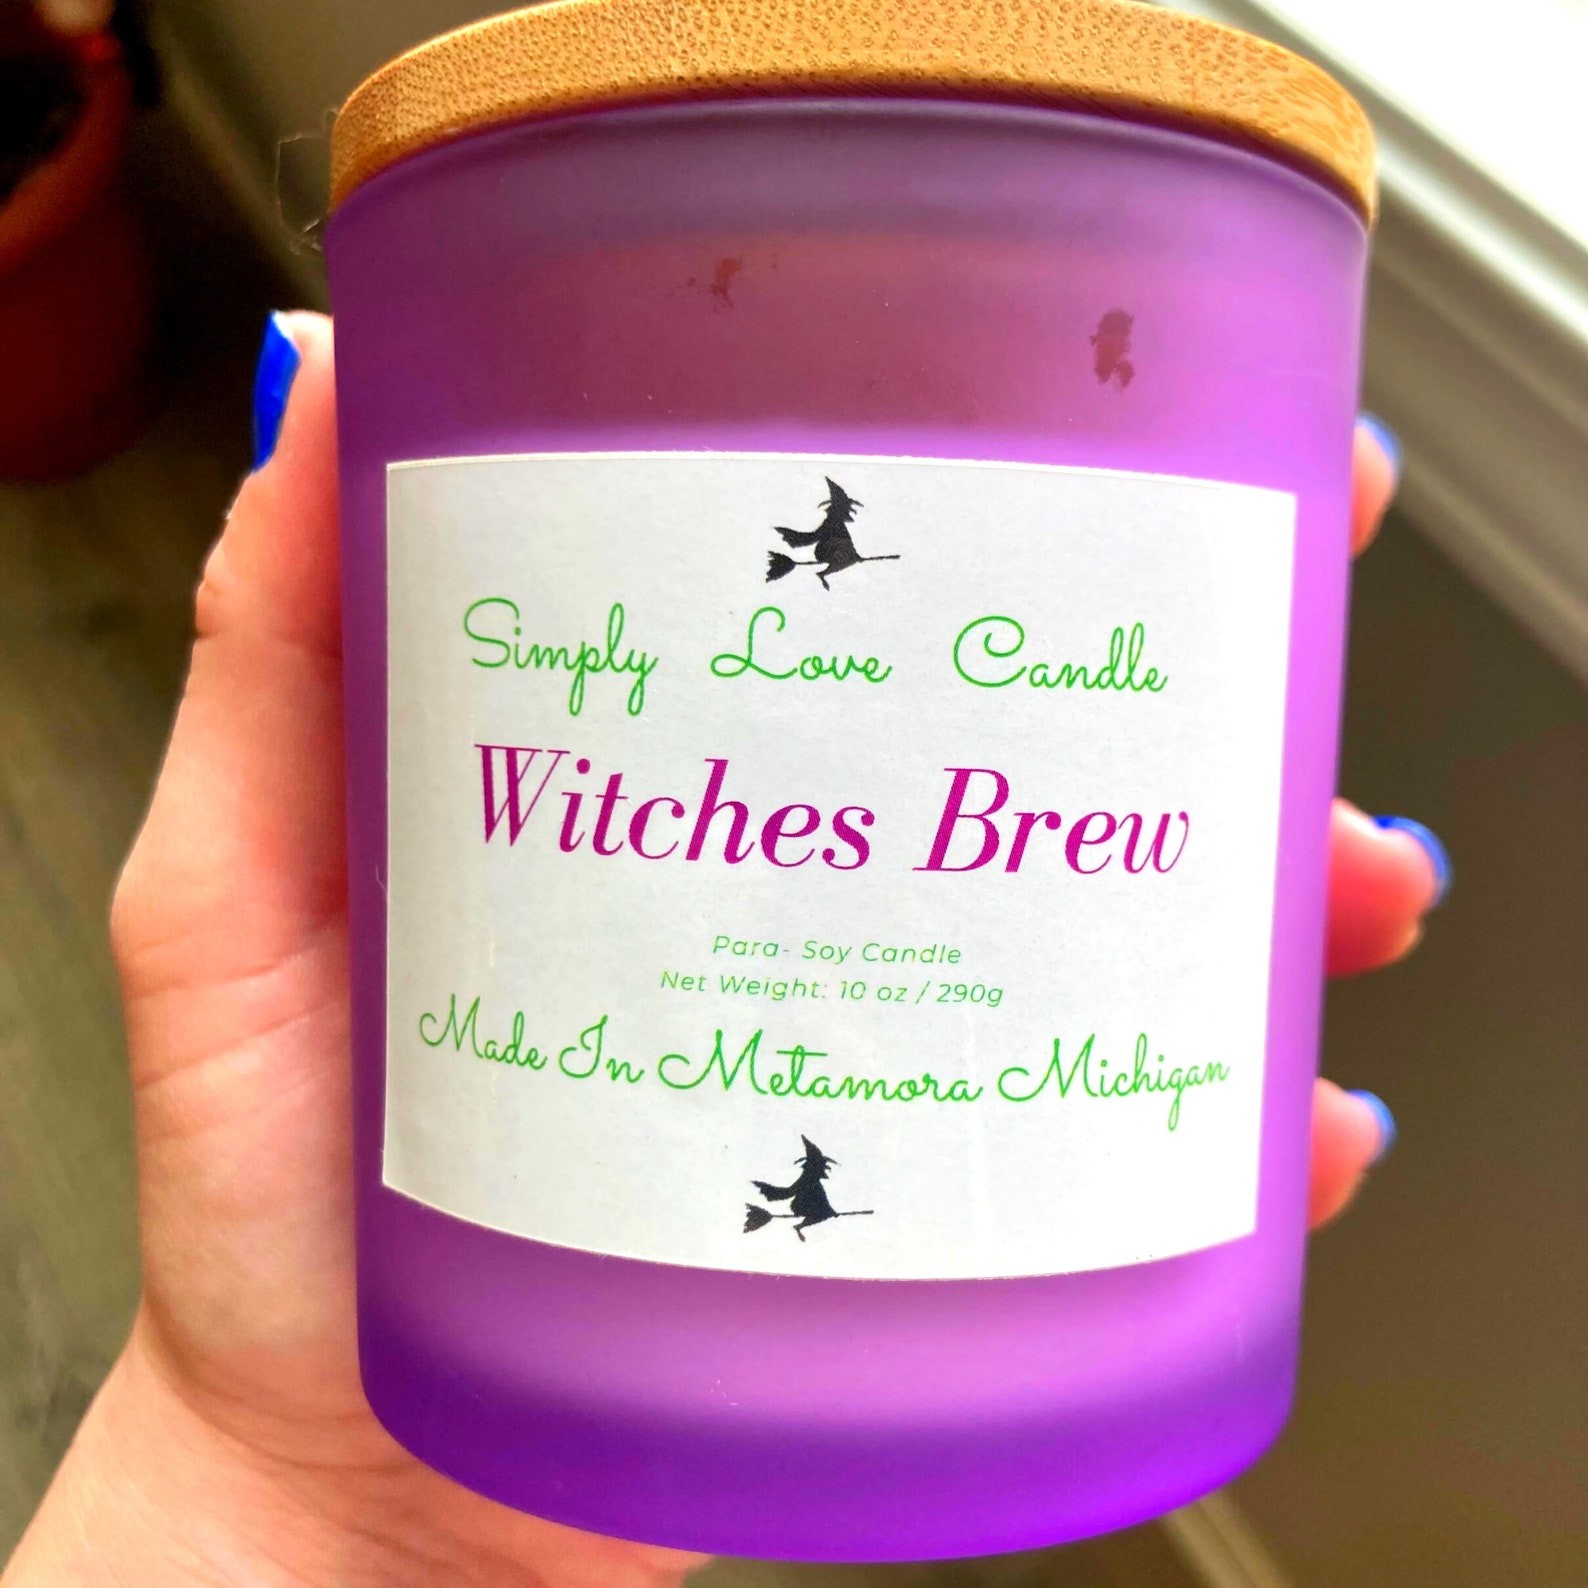 Simply Love Candle
Witches Brew
Para- Soy Candle
Net Weight: 10 oz / 290g
Made In Metamora Michigan